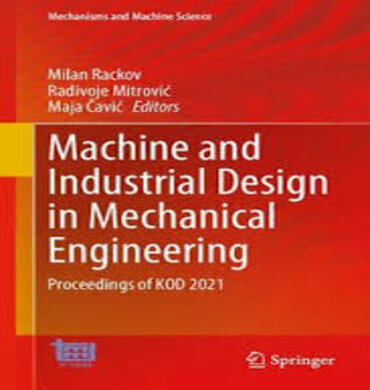 Mechanisms and Machine Science
Milan Rackov
Radivoje Mitrović
Maja Čavić Editors
Machine and
Industrial Design
in Mechanical
Engineering
Proceedings of KOD 2021
Springer